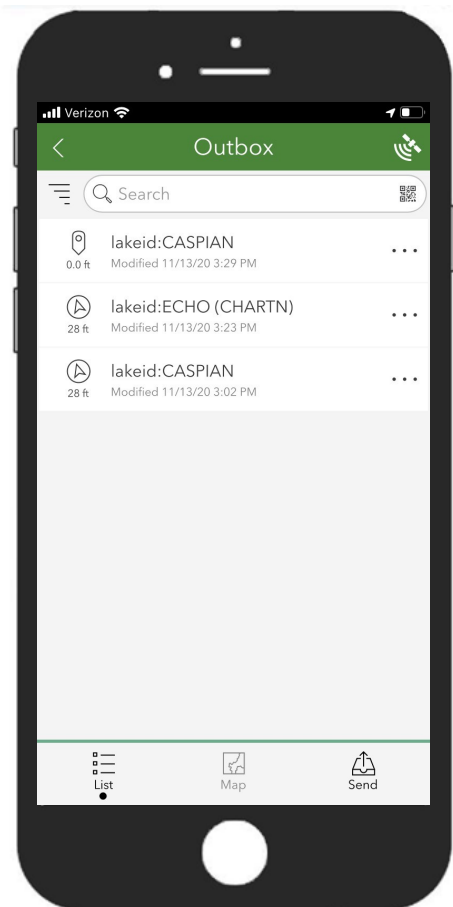 Verizon
Outbox
Search
lakeid:CASPIAN
0.0 ft Modified 11/13/20 3:29 PM
lakeid:ECHO (CHARTN)
28 ft Modified 11/13/20 3:23 PM
lakeid:CASPIAN
28 ft Modified 11/13/20 3:02 PM
List Map Send